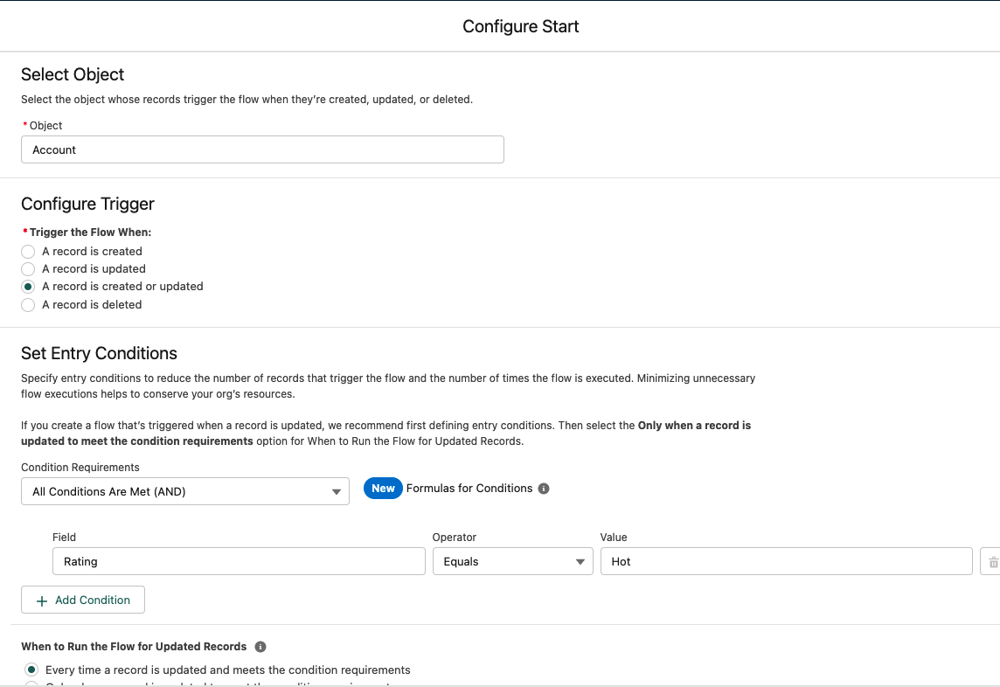 Configure Start
Select Object
Select the object whose records trigger the flow when they're created, updated, or deleted.
* Object
Account
Configure Trigger
* Trigger the Flow When:
A record is created
A record is updated
A record is created or updated
A record is deleted
Set Entry Conditions
Specify entry conditions to reduce the number of records that trigger the flow and the number of times the flow is executed. Minimizing unnecessary
flow executions helps to conserve your org's resources.
If you create a flow that's triggered when a record is updated, we recommend first defining entry conditions. Then select the Only when a record is
updated to meet the condition requirements option for When to Run the Flow for Updated Records.
Condition Requirements
All Conditions Are Met (AND)
New Formulas for Conditions
Field Operator Value
Rating Equals Hot
+ Add Condition
When to Run the Flow for Updated Records
Every time a record is updated and meets the condition requirements